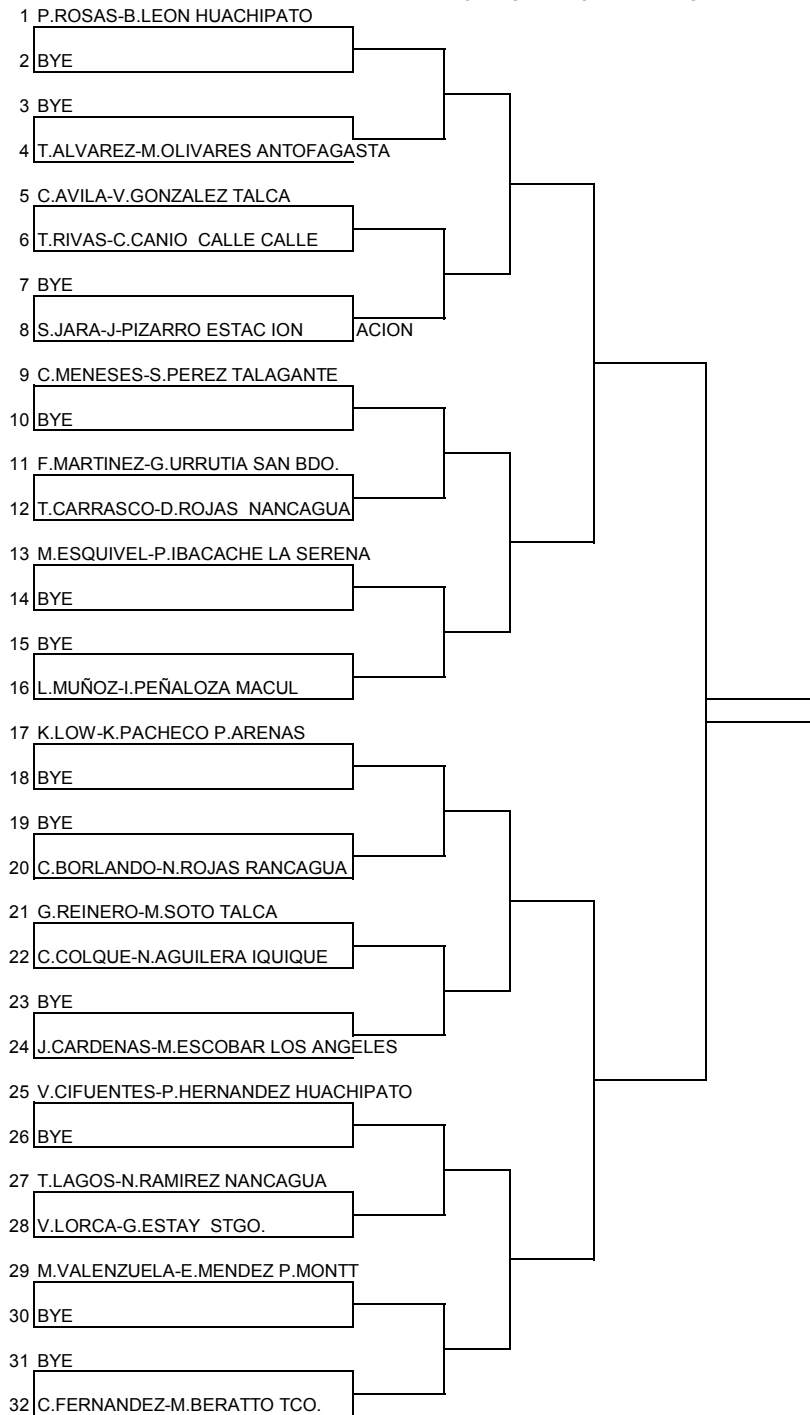 1 P.ROSAS-B.LEON HUACHIPATO
2 BYE
3 BYE
4 T.ALVAREZ-M.OLIVARES ANTOFAGASTA
5 C.AVILA-V.GONZALEZ TALCA
6 T.RIVAS-C.CANIO CALLE CALLE
7 BYE
8 S.JARA-J-PIZARRO ESTAC ION ACION
9 C.MENESES-S.PEREZ TALAGANTE
10 BYE
11 F.MARTINEZ-G.URRUTIA SAN BDO.
12 T.CARRASCO-D.ROJAS NANCAGUA
13 M.ESQUIVEL-P.IBACACHE LA SERENA
14 BYE
15 BYE
16 L.MUÑOZ-I.PEÑALOZA MACUL
17 K.LOW-K.PACHECO P.ARENAS
18 BYE
19 BYE
20 C.BORLANDO-N.ROJAS RANCAGUA
21 G.REINERO-M.SOTO TALCA
22 C.COLQUE-N.AGUILERA IQUIQUE
23 BYE
24 J.CARDENAS-M.ESCOBAR LOS ANGELES
25 V.CIFUENTES-P.HERNANDEZ HUACHIPATO
26 BYE
27 T.LAGOS-N.RAMIREZ NANCAGUA
28 V.LORCA-G.ESTAY STGO.
29 M.VALENZUELA-E.MENDEZ P.MONTT
30 BYE
31 BYE
32 C.FERNANDEZ-M.BERATTO TCO.